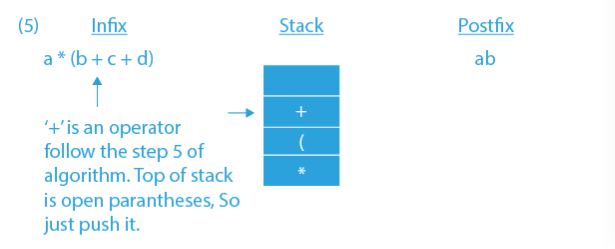 (5) Infix Stack Postfix
a * (b + c + d) ab
+
(
*
‘+’ is an operator
follow the step 5 of
algorithm. Top of stack
is open parantheses, So
just push it.